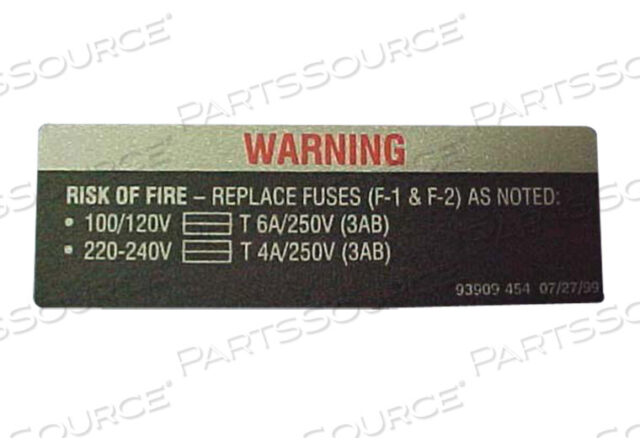 WARNING
RISK OF FIRE – REPLACE FUSES (F-1 & F-2) AS NOTED:
• 100/120V T 6A/250V (3AB)
• 220-240V T 4A/250V (3AB)
93909 454 07/27/99
PARTSSOURCE®